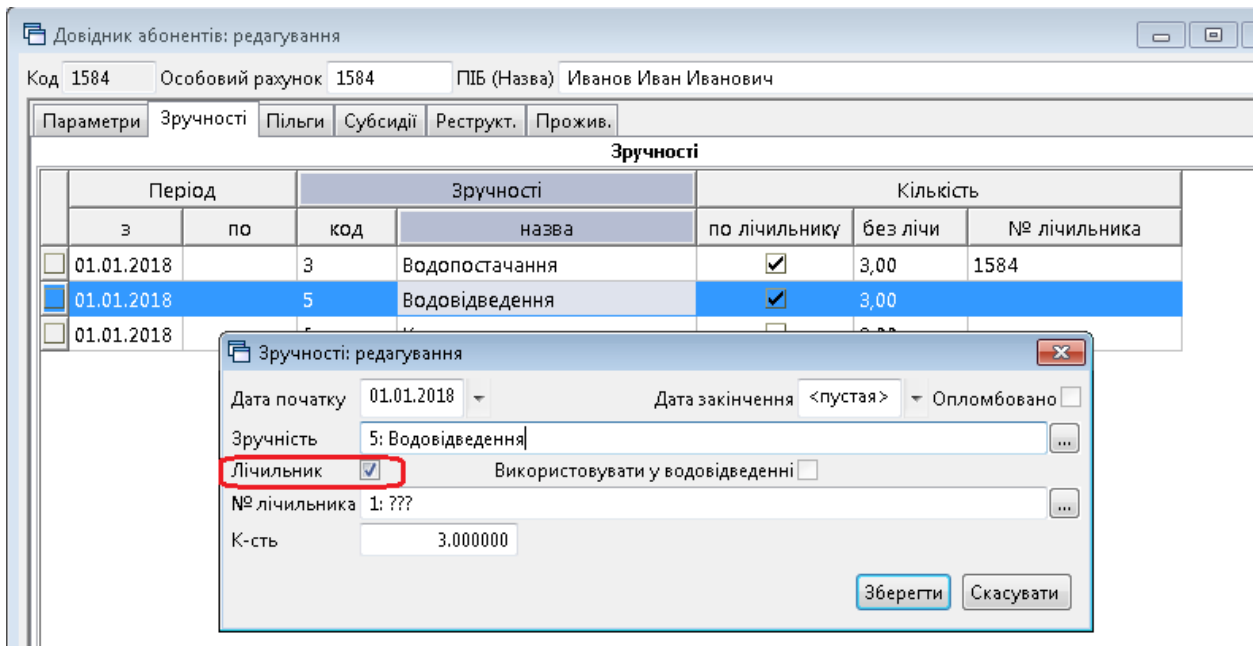 Довідник абонентів: редагування
Код 1584 Особовий рахунок 1584 ПІБ (Назва) Иванов Иван Иванович
Параметри Зручності Пільги Субсидії Реструкт. Прожив.
Зручності
Період Зручності Кількість
з по код назва по лічильнику без лічи № лічильника
01.01.2018 3 Водопостачання 3,00 1584
01.01.2018 5 Водовідведення 3,00
01.01.2018
Зручності: редагування
Дата початку 01.01.2018 Дата закінчення <пустая> Опломбовано
Зручність 5: Водовідведення ...
Лічильник Використовувати у водовідведенні
№ лічильника 1: ??? ...
К-сть 3.000000
Зберегти Скасувати